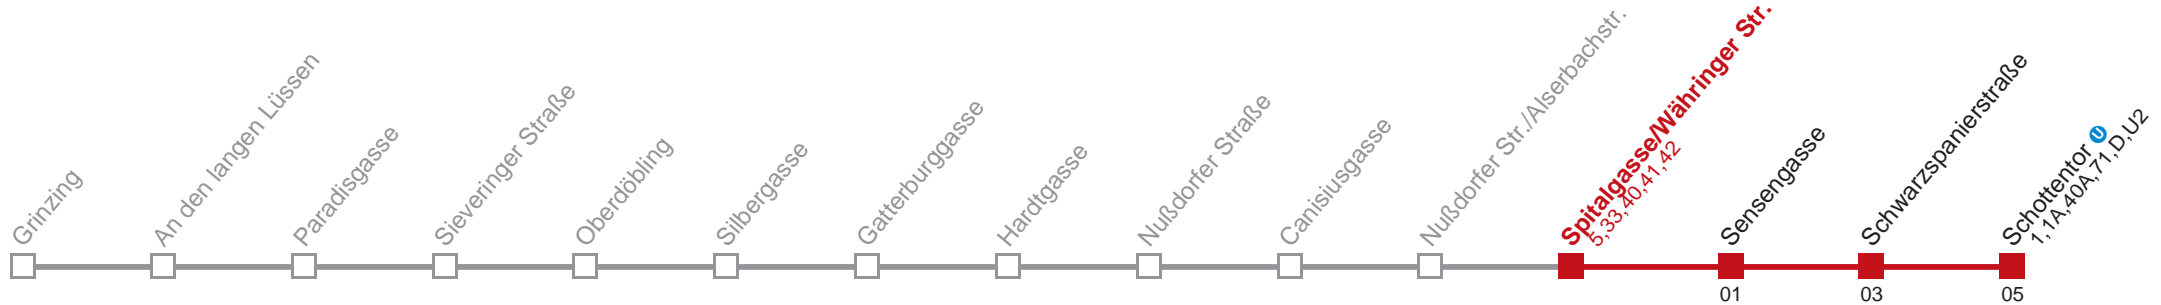 Grinzing
An den langen Lüssen
Paradisgasse
Sieveringer Straße
Oberdöbling
Silbergasse
Gatterburggasse
Hardtgasse
Nußdorfer Straße
Canisiusgasse
Nußdorfer Str./Alserbachstr.
Spitalgasse/Währinger Str.
5,33,40,41,42
Sensengasse
Schwarzspanierstraße
Schottentor U
1,1A,40A,71,D,U2
01
03
05